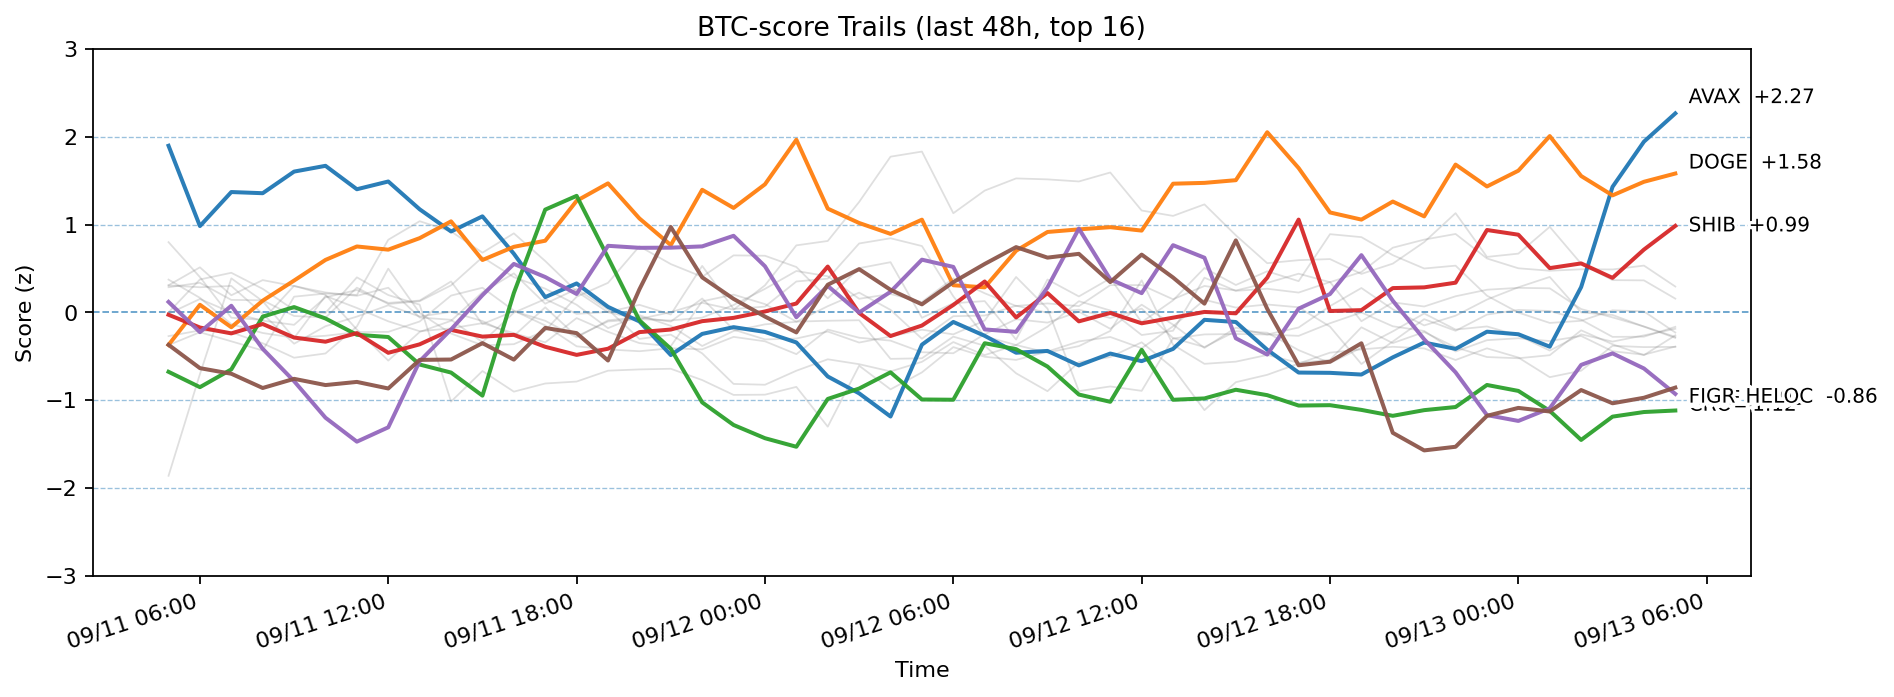 BTC-score Trails (last 48h, top 16)
3
2
1
0
−1
−2
−3
Score (z)
AVAX +2.27
DOGE +1.58
SHIB +0.99
FIGR_HELOC -0.86
09/11 06:00
09/11 12:00
09/11 18:00
09/12 00:00
09/12 06:00
09/12 12:00
09/12 18:00
09/13 00:00
09/13 06:00
Time